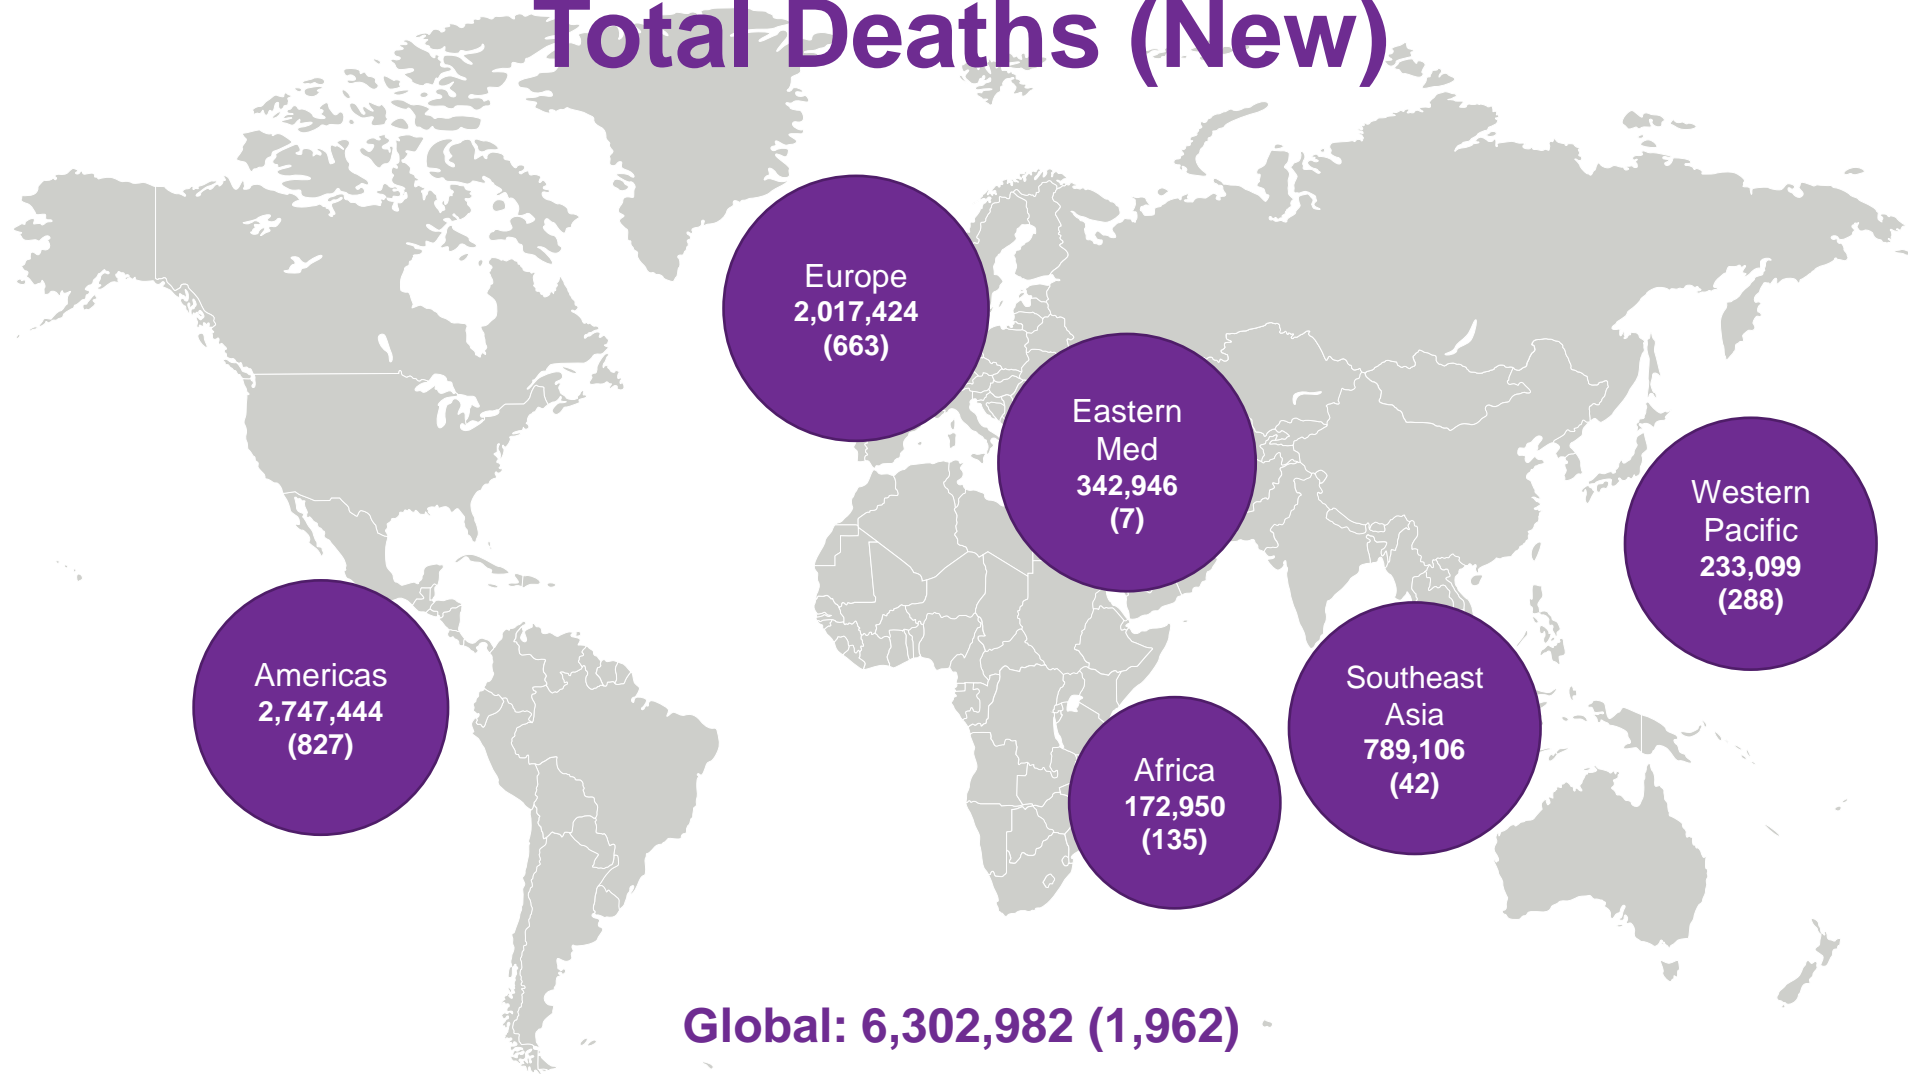 Total Deaths (New)
Europe
2,017,424
(663)
Eastern
Med
342,946
(7)
Western
Pacific
233,099
(288)
Americas
2,747,444
(827)
Southeast
Asia
789,106
(42)
Africa
172,950
(135)
Global: 6,302,982 (1,962)